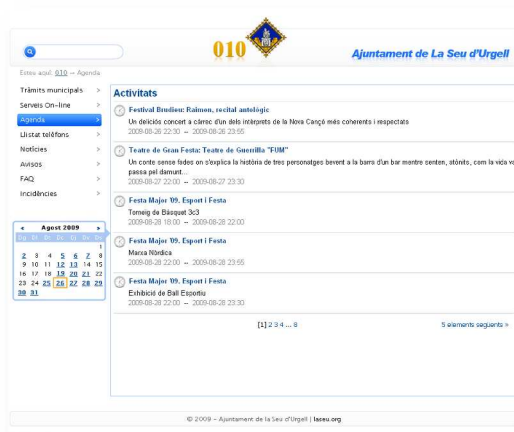 010
Ajuntament de La Seu d'Urgell
Esteu aquí: 010 -- Agenda
Tràmits municipals >
Serveis On-line >
Agenda >
Llistat telèfons >
Notícies >
Avisos >
FAQ >
Incidències >
« Agost 2009 »
1
2 3 4 5 6 7 8
9 10 11 12 13 14 15
16 17 18 19 20 21 22
23 24 25 26 27 28 29
30 31
Activitats
Festival Brudieu: Raimon, recital antològic
Un deliciós concert a càrrec d'un dels intèrprets de la Nova Cançó més coherents i respectats
2009-08-26 22:30 -- 2009-08-26 23:55
Teatre de Gran Festa: Teatre de Guerrilla "FUM"
Un conte sense fades on s'explica la història de tres personatges bevent a la barra d'un bar mentre senten, atònits, com la vida va
passa pel damunt...
2009-08-27 22:00 -- 2009-08-27 23:30
Festa Major '09. Esport i Festa
Torneig de Bàsquet 3c3
2009-08-28 18:00 -- 2009-08-28 22:00
Festa Major '09. Esport i Festa
Marxa Nòrdica
2009-08-28 22:00 -- 2009-08-28 23:55
Festa Major '09. Esport i Festa
Exhibició de Ball Esportiu
2009-08-28 22:00 -- 2009-08-28 23:30
[1] 2 3 4 ... 8
5 elements següents »
© 2009 - Ajuntament de la Seu d'Urgell | laseu.org